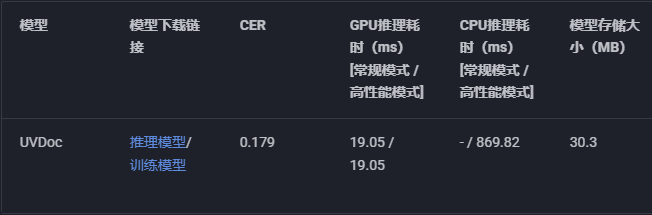 模型 模型下载链 CER GPU推理耗 CPU推理耗 模型存储大
接 时（ms） 时（ms） 小（MB）
[常规模式 / [常规模式 /
高性能模式] 高性能模式]
UVDoc 推理模型/ 0.179 19.05 / - / 869.82 30.3
训练模型 19.05